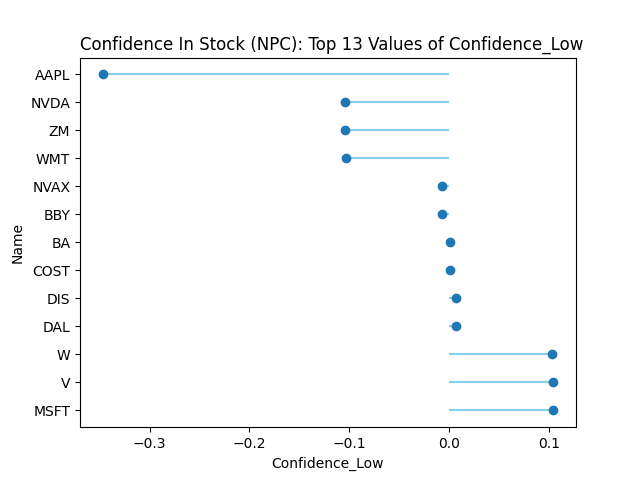 Confidence In Stock (NPC): Top 13 Values of Confidence_Low
AAPL
NVDA
ZM
WMT
NVAX
BBY
BA
COST
DIS
DAL
W
V
MSFT
Name
−0.3 −0.2 −0.1 0.0 0.1
Confidence_Low